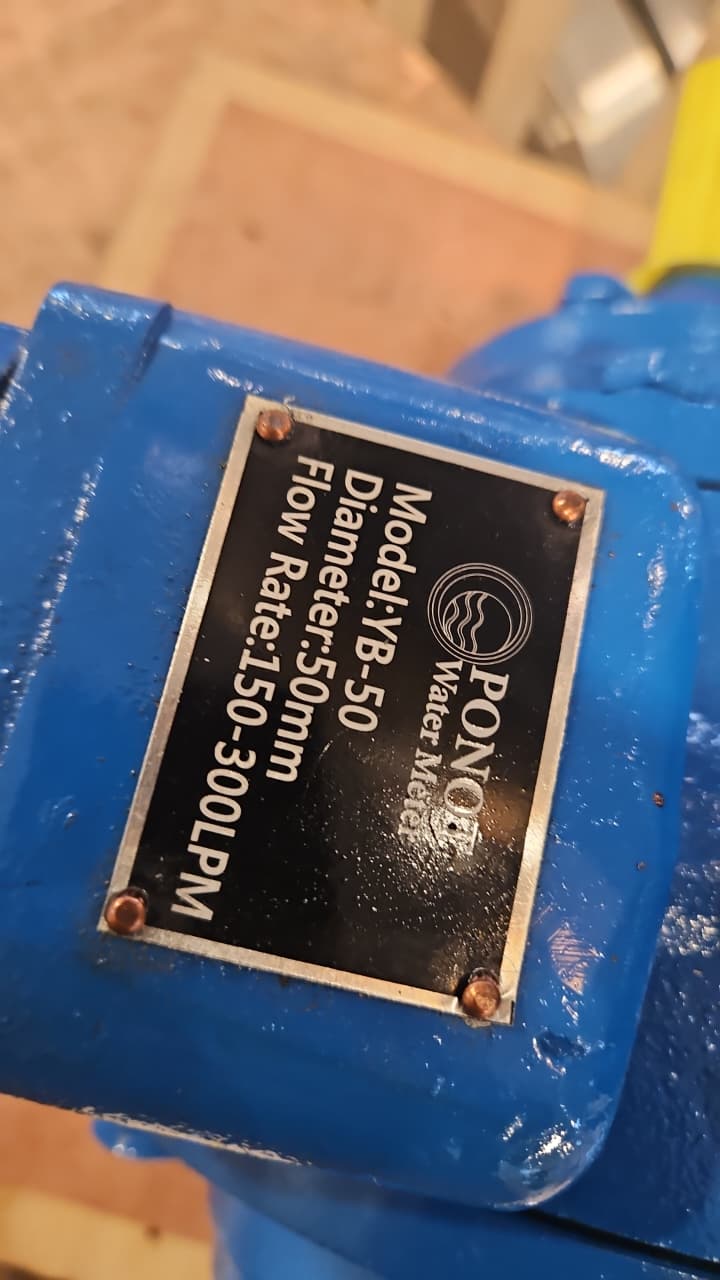 PONOT
Water Meter
Model:YB-50
Diameter:50mm
Flow Rate:150-300LPM